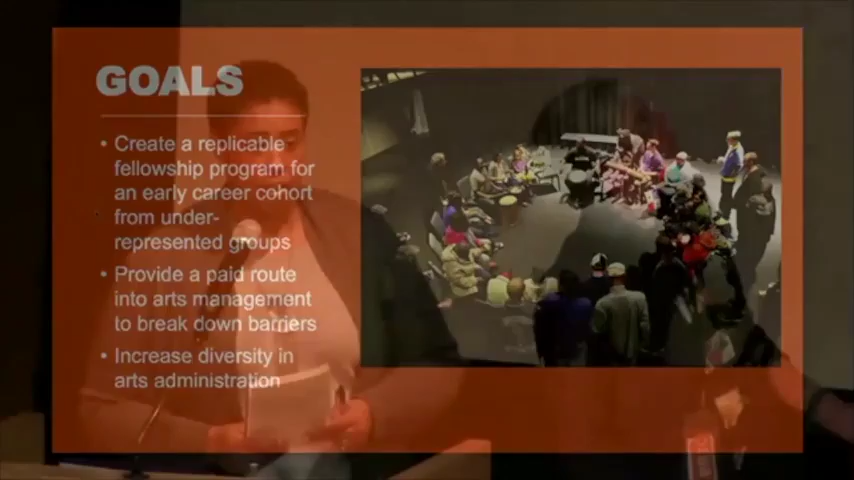 GOALS
• Create a replicable
fellowship program for
an early career cohort
from under-
represented groups
• Provide a paid route
into arts management
to break down barriers
• Increase diversity in
arts administration